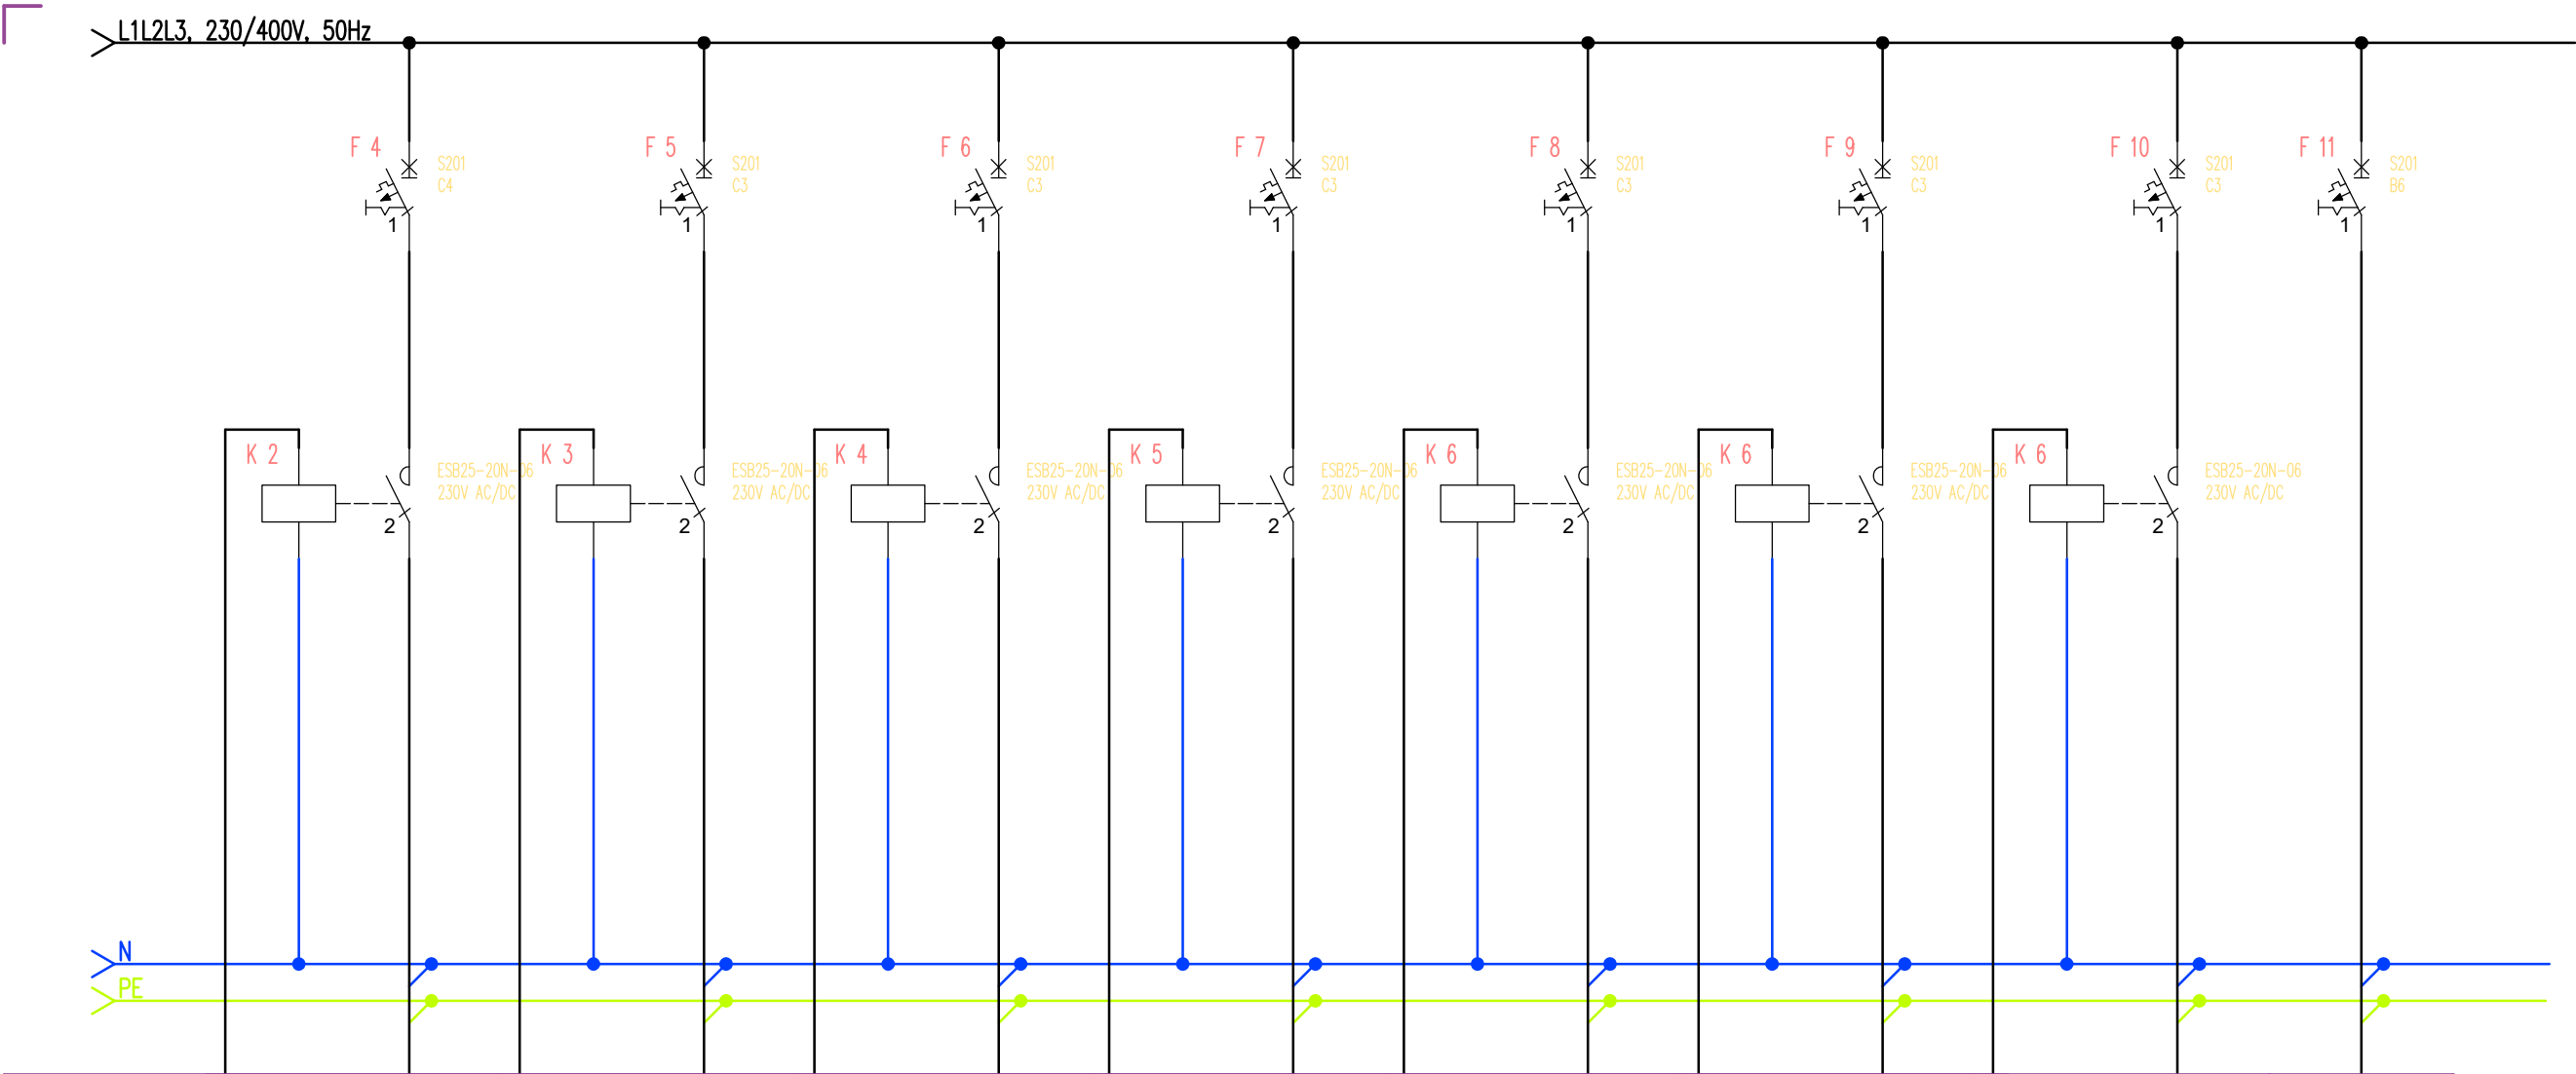 L1L2L3, 230/400V, 50Hz
F 4
S201
C4
1
F 5
S201
C3
1
F 6
S201
C3
1
F 7
S201
C3
1
F 8
S201
C3
1
F 9
S201
C3
1
F 10
S201
C3
1
F 11
S201
B6
1
K 2
ESB25-20N-06
230V AC/DC
2
K 3
ESB25-20N-06
230V AC/DC
2
K 4
ESB25-20N-06
230V AC/DC
2
K 5
ESB25-20N-06
230V AC/DC
2
K 6
ESB25-20N-06
230V AC/DC
2
K 6
ESB25-20N-06
230V AC/DC
2
K 6
ESB25-20N-06
230V AC/DC
2
N
PE